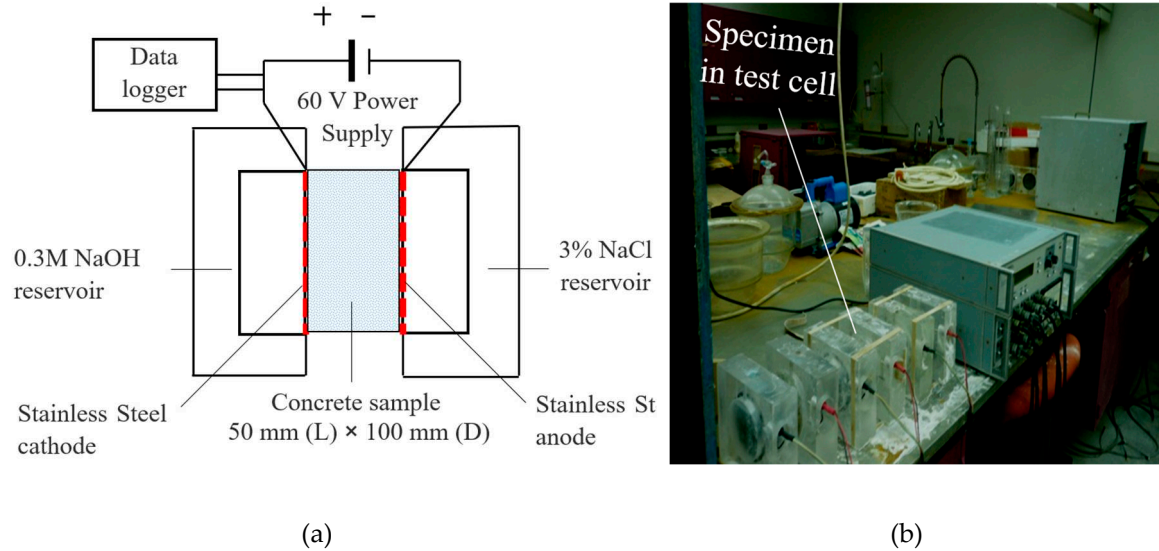 + −
Data
logger
60 V Power
Supply
0.3M NaOH
reservoir
3% NaCl
reservoir
Stainless Steel
cathode
Concrete sample
50 mm (L) × 100 mm (D)
Stainless St
anode
Specimen
in test cell
(a)
(b)